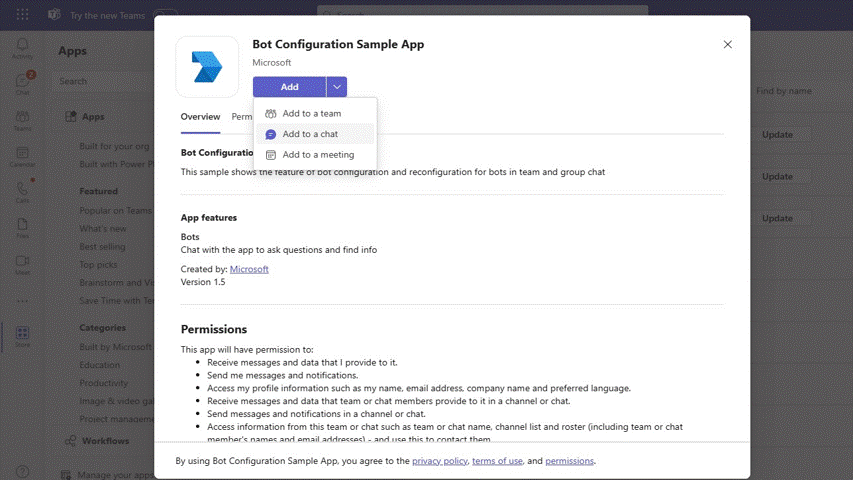 Try the new Teams
Search
Activity
Chat
Teams
Calendar
Calls
Files
Meet
Store
Apps
Search
Apps
Built for your org
Built with Power Pl
Featured
Popular on Teams
What's new
Best selling
Top picks
Brainstorm and Vi
Save Time with Te
Categories
Built by Microsoft
Education
Productivity
Image & video gal
Project manageme
Workflows
Manage your apps
Find by name
Update
Update
Update
Bot Configuration Sample App
Microsoft
Add
Add to a team
Add to a chat
Add to a meeting
Overview Perm
Bot Configuratio
This sample shows the feature of bot configuration and reconfiguration for bots in team and group chat
App features
Bots
Chat with the app to ask questions and find info
Created by: Microsoft
Version 1.5
Permissions
This app will have permission to:
• Receive messages and data that I provide to it.
• Send me messages and notifications.
• Access my profile information such as my name, email address, company name and preferred language.
• Receive messages and data that team or chat members provide to it in a channel or chat.
• Send messages and notifications in a channel or chat.
• Access information from this team or chat such as team or chat name, channel list and roster (including team or chat
member's names and email addresses) - and use this to contact them.
By using Bot Configuration Sample App, you agree to the privacy policy, terms of use, and permissions.